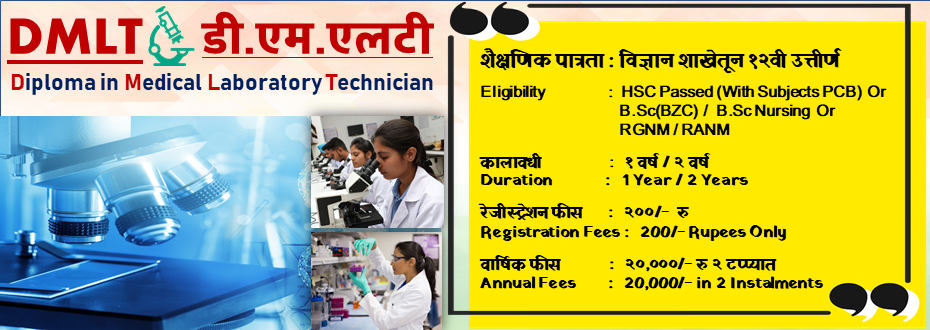 DMLT डी.एम.एलटी
Diploma in Medical Laboratory Technician
शैक्षणिक पात्रता : विज्ञान शाखेतून १२वी उत्तीर्ण
Eligibility : HSC Passed (With Subjects PCB) Or
B.Sc(BZC) / B.Sc Nursing Or
RGNM / RANM
कालावधी : १ वर्ष / २ वर्ष
Duration : 1 Year / 2 Years
रेजीस्ट्रेशन फीस : २००/- रु
Registration Fees : 200/- Rupees Only
वार्षिक फीस : २०,०००/- रु २ टप्प्यात
Annual Fees : 20,000/- in 2 Instalments